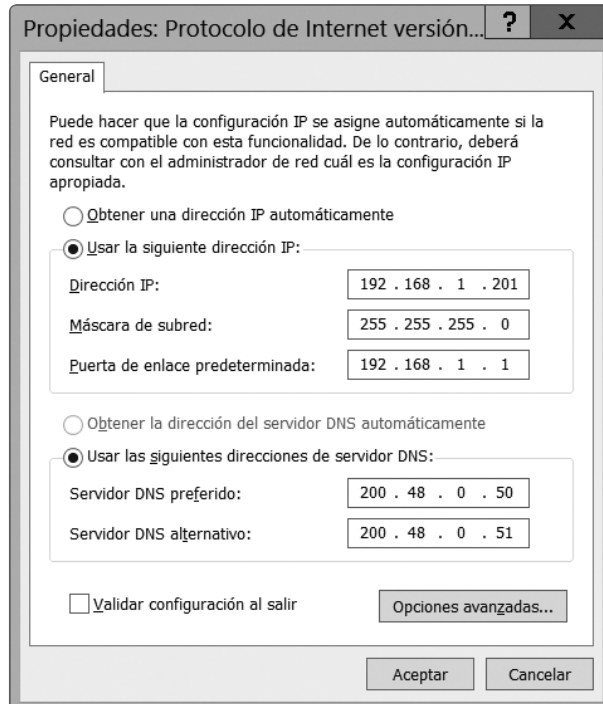 Propiedades: Protocolo de Internet versión...
?
X
General
Puede hacer que la configuración IP se asigne automáticamente si la
red es compatible con esta funcionalidad. De lo contrario, deberá
consultar con el administrador de red cuál es la configuración IP
apropiada.
Obtener una dirección IP automáticamente
Usar la siguiente dirección IP:
Dirección IP: 192 . 168 . 1 . 201
Máscara de subred: 255 . 255 . 255 . 0
Puerta de enlace predeterminada: 192 . 168 . 1 . 1
Obtener la dirección del servidor DNS automáticamente
Usar las siguientes direcciones de servidor DNS:
Servidor DNS preferido: 200 . 48 . 0 . 50
Servidor DNS alternativo: 200 . 48 . 0 . 51
Validar configuración al salir
Opciones avanzadas...
Aceptar
Cancelar